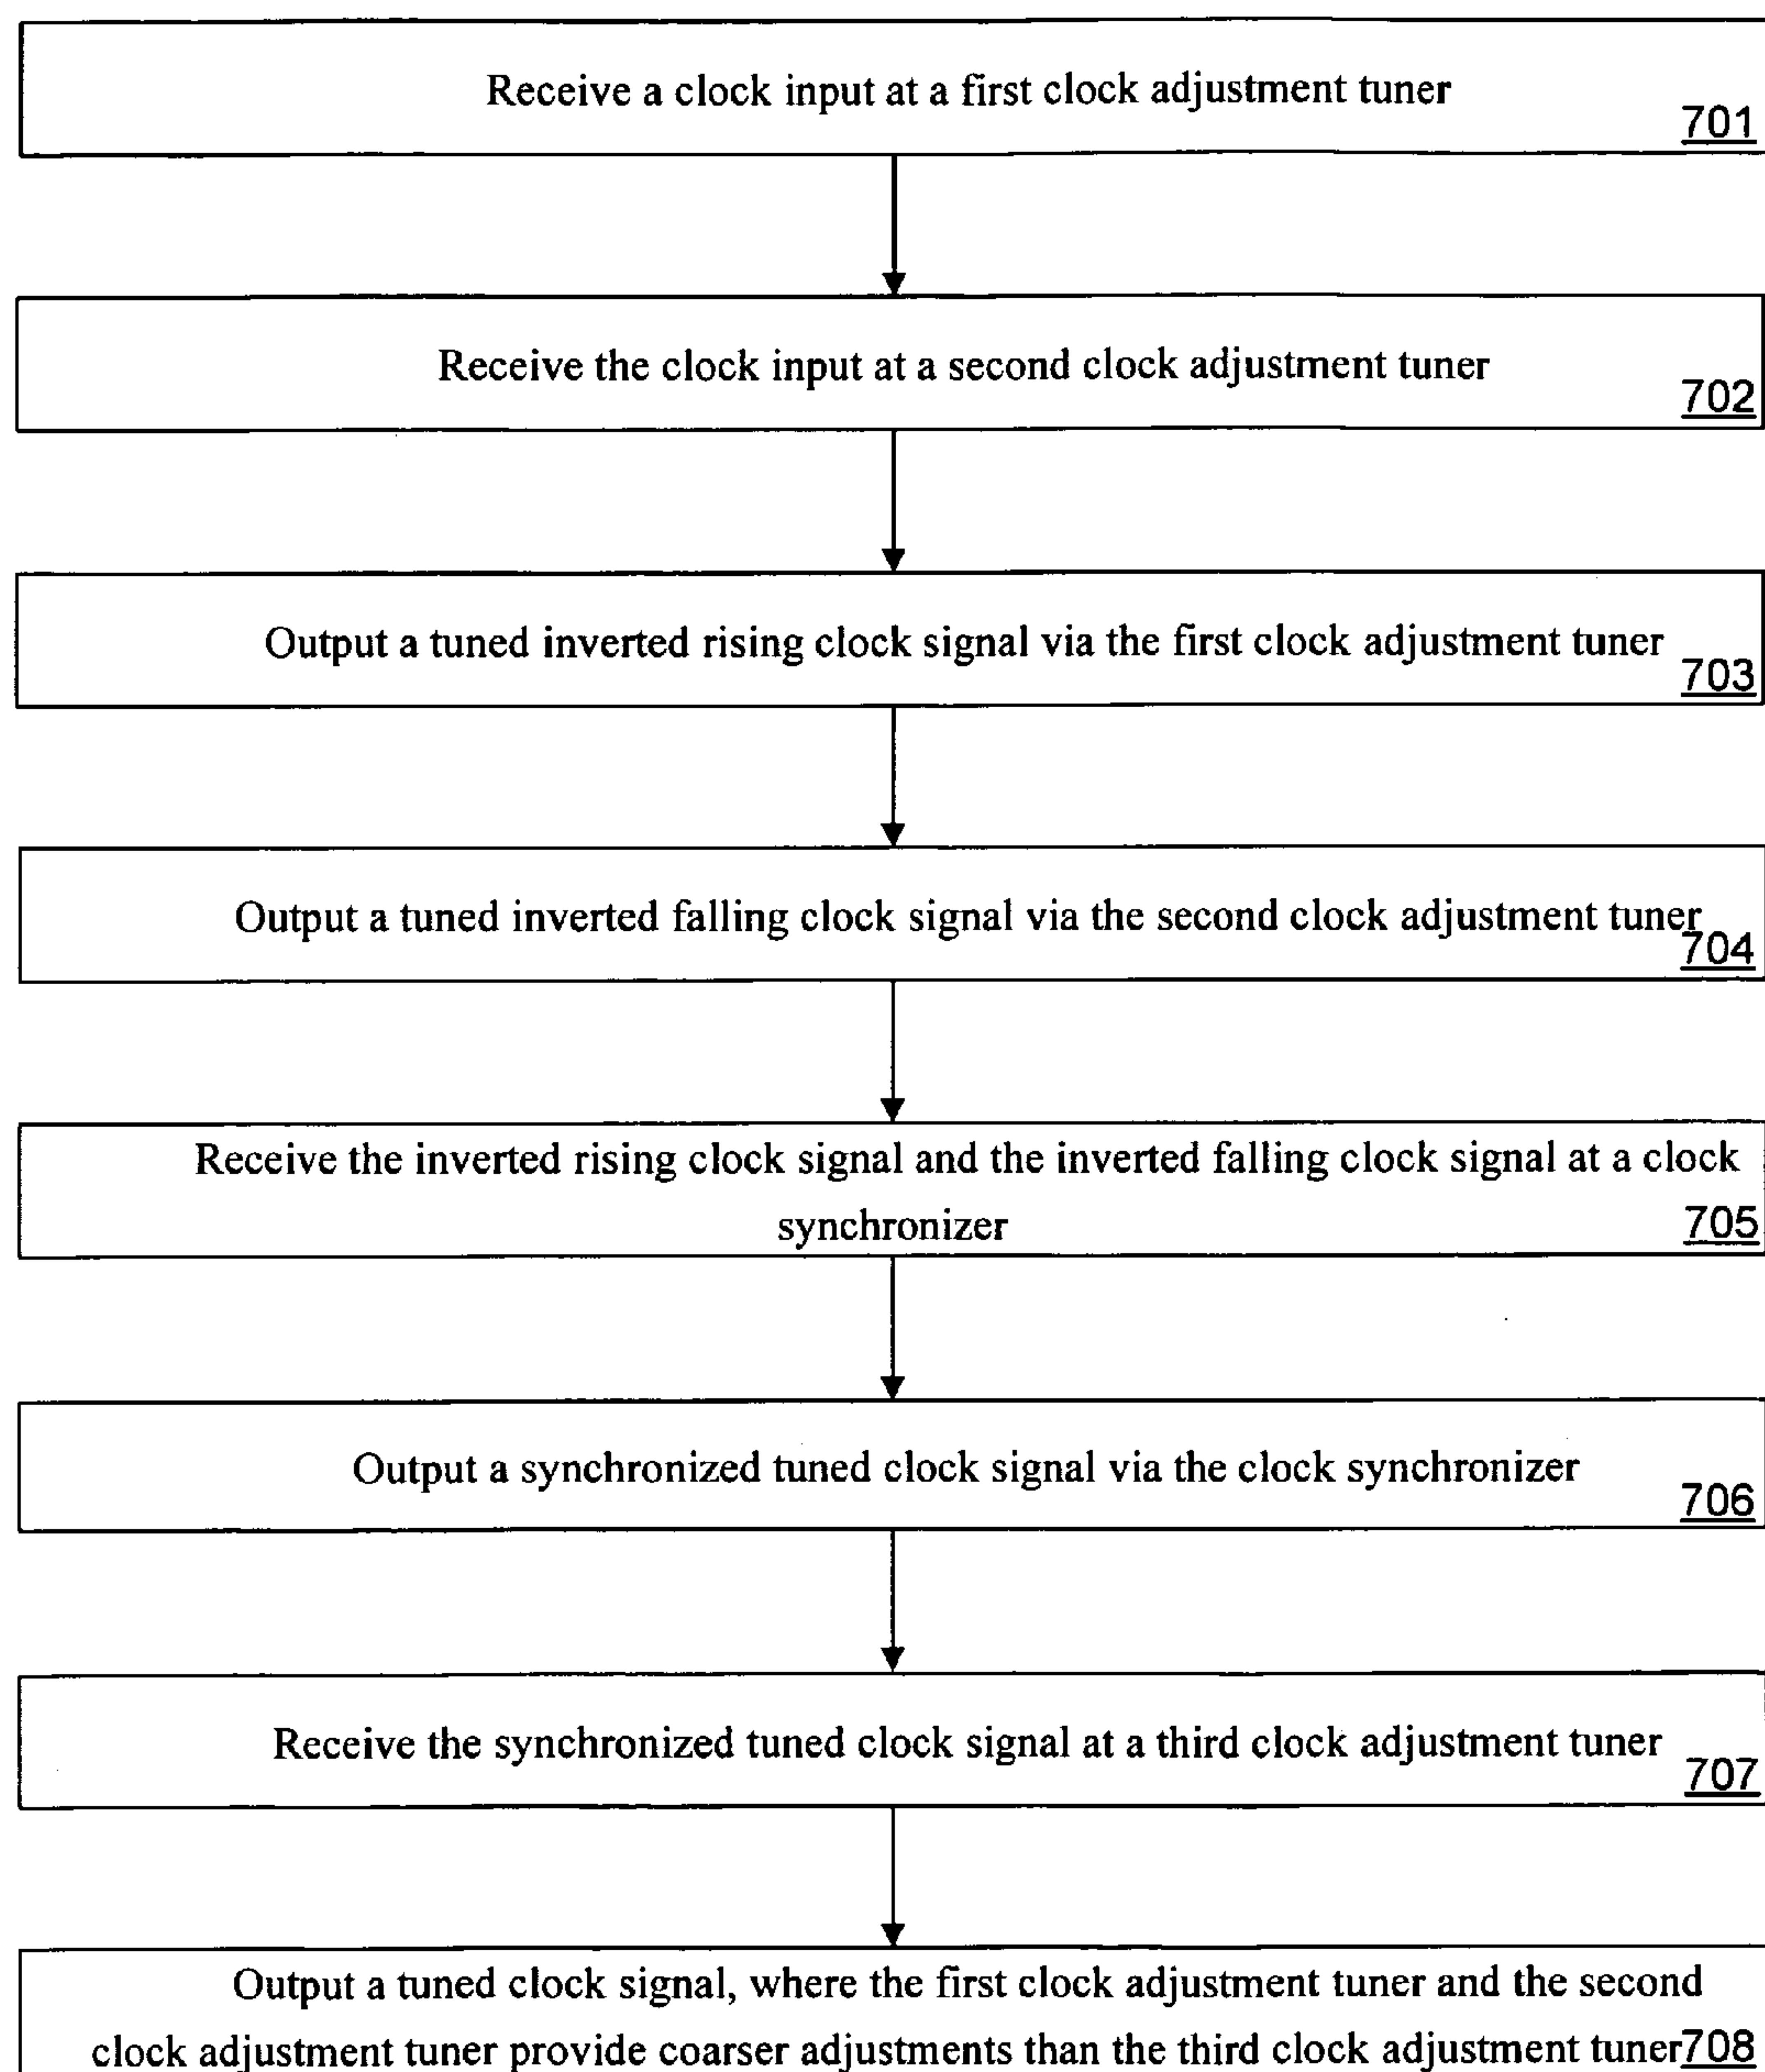 Receive a clock input at a first clock adjustment tuner
701
Receive the clock input at a second clock adjustment tuner
702
Output a tuned inverted rising clock signal via the first clock adjustment tuner
703
Output a tuned inverted falling clock signal via the second clock adjustment tuner
704
Receive the inverted rising clock signal and the inverted falling clock signal at a clock
synchronizer
705
Output a synchronized tuned clock signal via the clock synchronizer
706
Receive the synchronized tuned clock signal at a third clock adjustment tuner
707
Output a tuned clock signal, where the first clock adjustment tuner and the second
clock adjustment tuner provide coarser adjustments than the third clock adjustment tuner
708